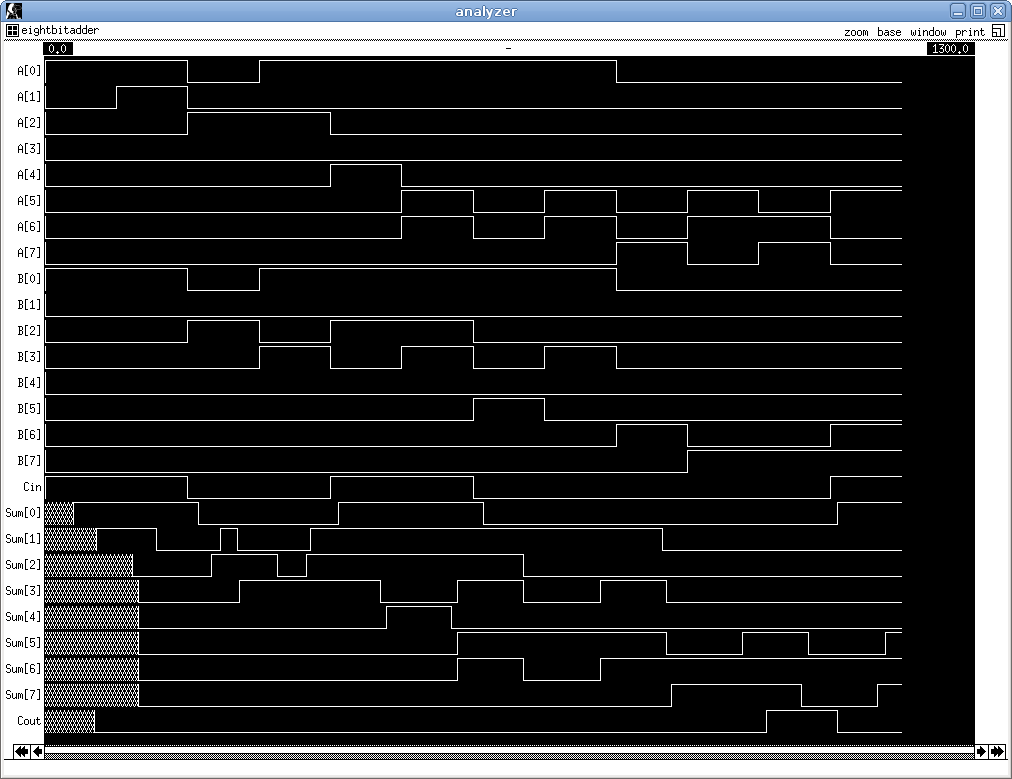 analyzer
eightbitadder zoom base window print
0.0 1300.0
A[0]
A[1]
A[2]
A[3]
A[4]
A[5]
A[6]
A[7]
B[0]
B[1]
B[2]
B[3]
B[4]
B[5]
B[6]
B[7]
Cin
Sum[0]
Sum[1]
Sum[2]
Sum[3]
Sum[4]
Sum[5]
Sum[6]
Sum[7]
Cout